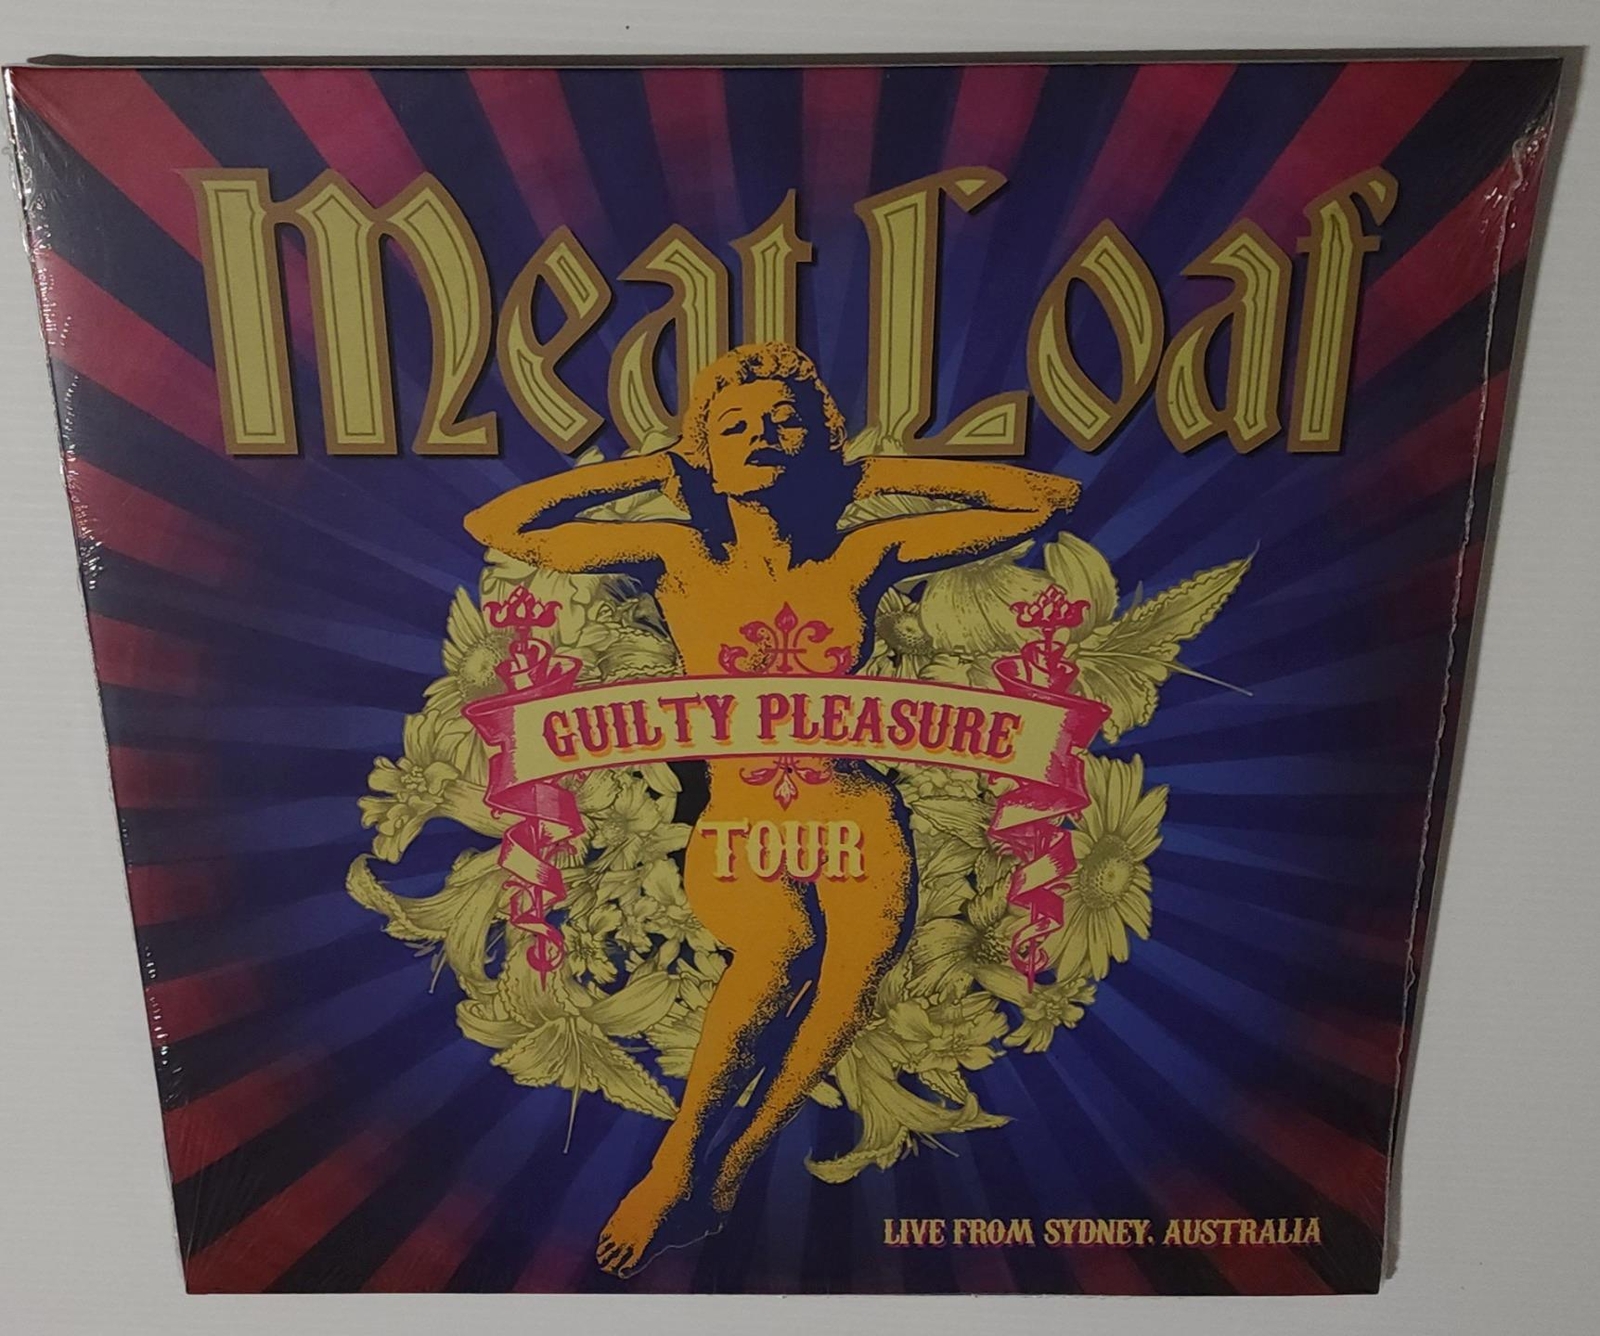 Meat Loaf
GUILTY PLEASURE
TOUR
LIVE FROM SYDNEY, AUSTRALIA